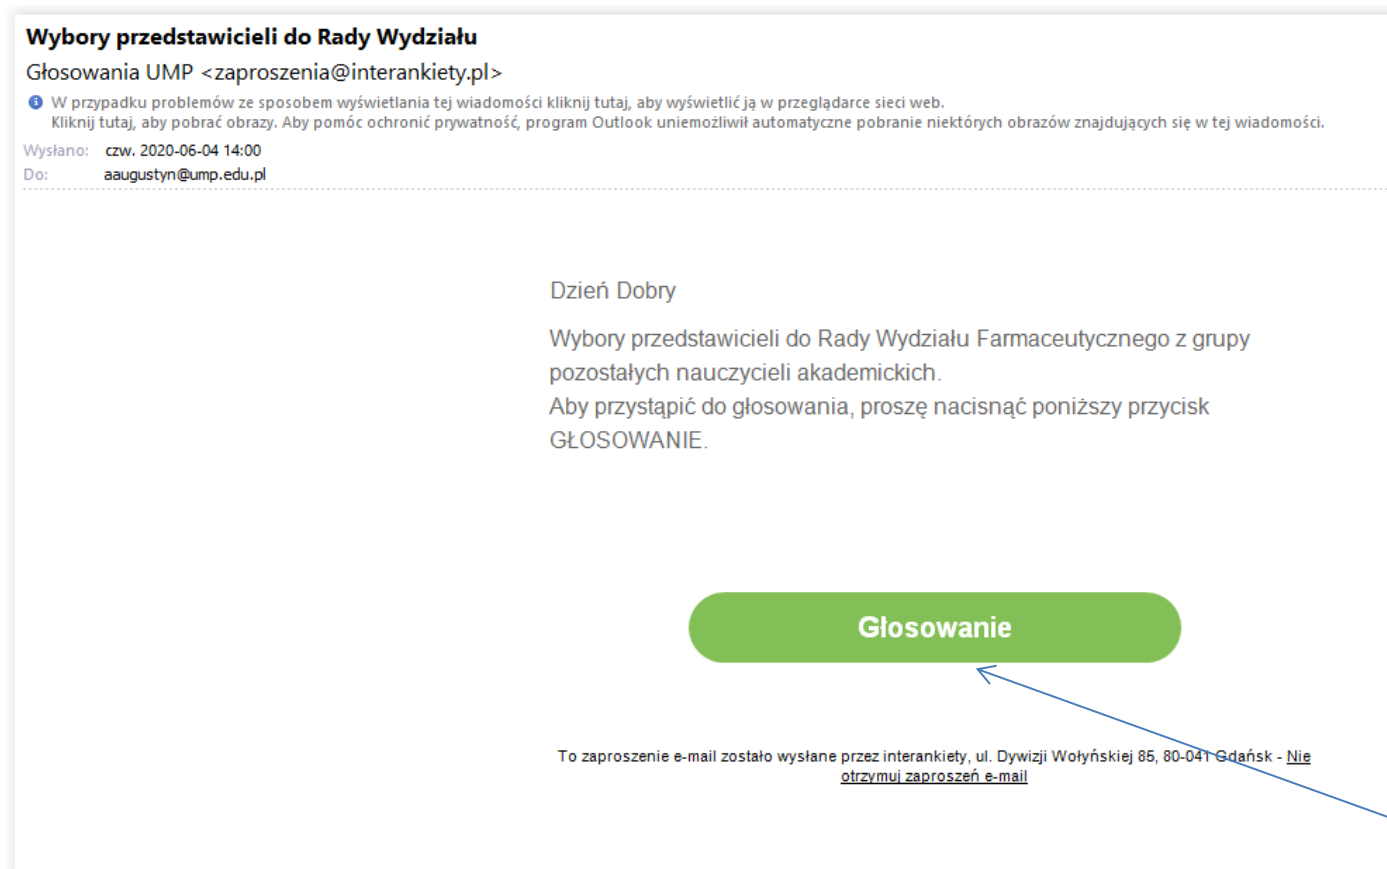 Wybory przedstawicieli do Rady Wydziału
Głosowania UMP <zaproszenia@interankiety.pl>
W przypadku problemów ze sposobem wyświetlania tej wiadomości kliknij tutaj, aby wyświetlić ją w przeglądarce sieci web.
Kliknij tutaj, aby pobrać obrazy. Aby pomóc ochronić prywatność, program Outlook uniemożliwił automatyczne pobranie niektórych obrazów znajdujących się w tej wiadomości.
Wysłano: czw. 2020-06-04 14:00
Do: aaugustyn@ump.edu.pl
Dzień Dobry
Wybory przedstawicieli do Rady Wydziału Farmaceutycznego z grupy
pozostałych nauczycieli akademickich.
Aby przystąpić do głosowania, proszę nacisnąć poniższy przycisk
GŁOSOWANIE.
Głosowanie
To zaproszenie e-mail zostało wysłane przez interankiety, ul. Dywizji Wołyńskiej 85, 80-041 Gdańsk - Nie
otrzymuj zaproszeń e-mail